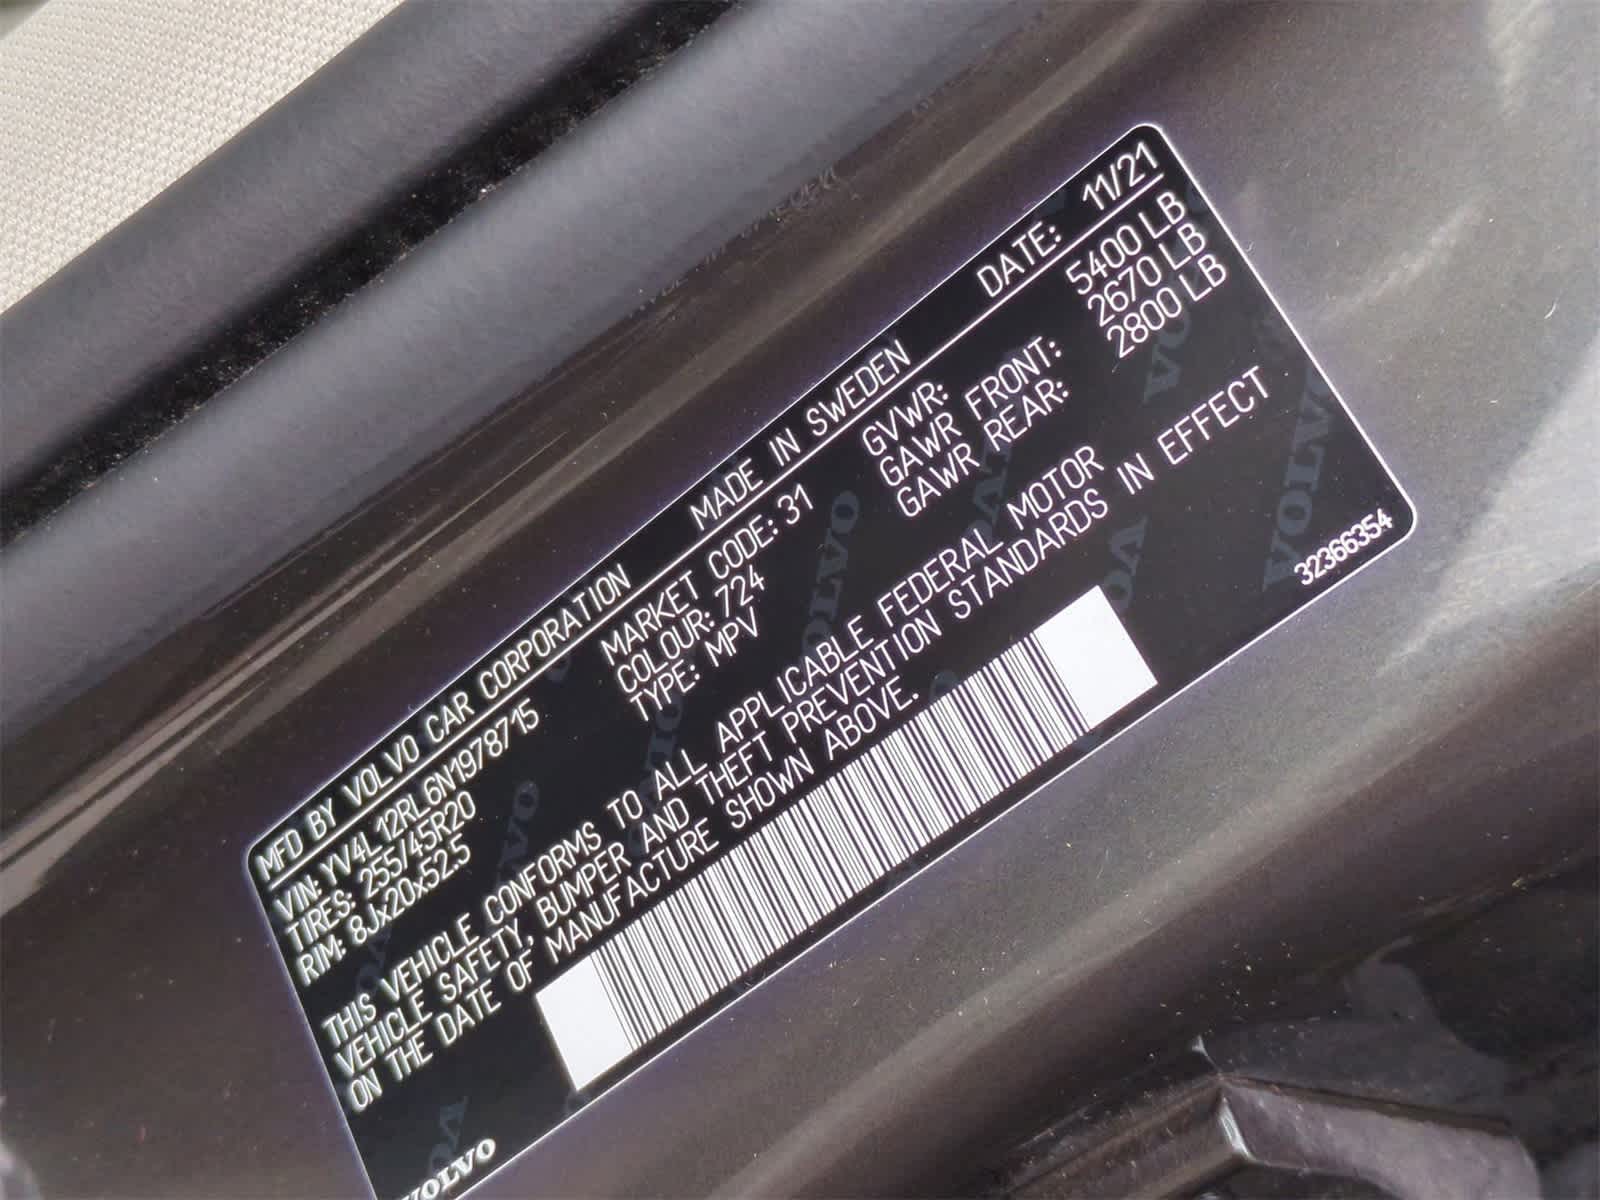 MFD BY VOLVO CAR CORPORATION MADE IN SWEDEN DATE: 11/21
VIN: YV4L12RL6N1978715 MARKET CODE: 31 GVWR: 5400 LB
TIRES: 255/45R20 COLOUR: 724 GAWR FRONT: 2670 LB
RIM: 8Jx20x52.5 TYPE: MPV GAWR REAR: 2800 LB
THIS VEHICLE CONFORMS TO ALL APPLICABLE FEDERAL MOTOR
VEHICLE SAFETY, BUMPER AND THEFT PREVENTION STANDARDS IN EFFECT
ON THE DATE OF MANUFACTURE SHOWN ABOVE.
VOLVO 32366354